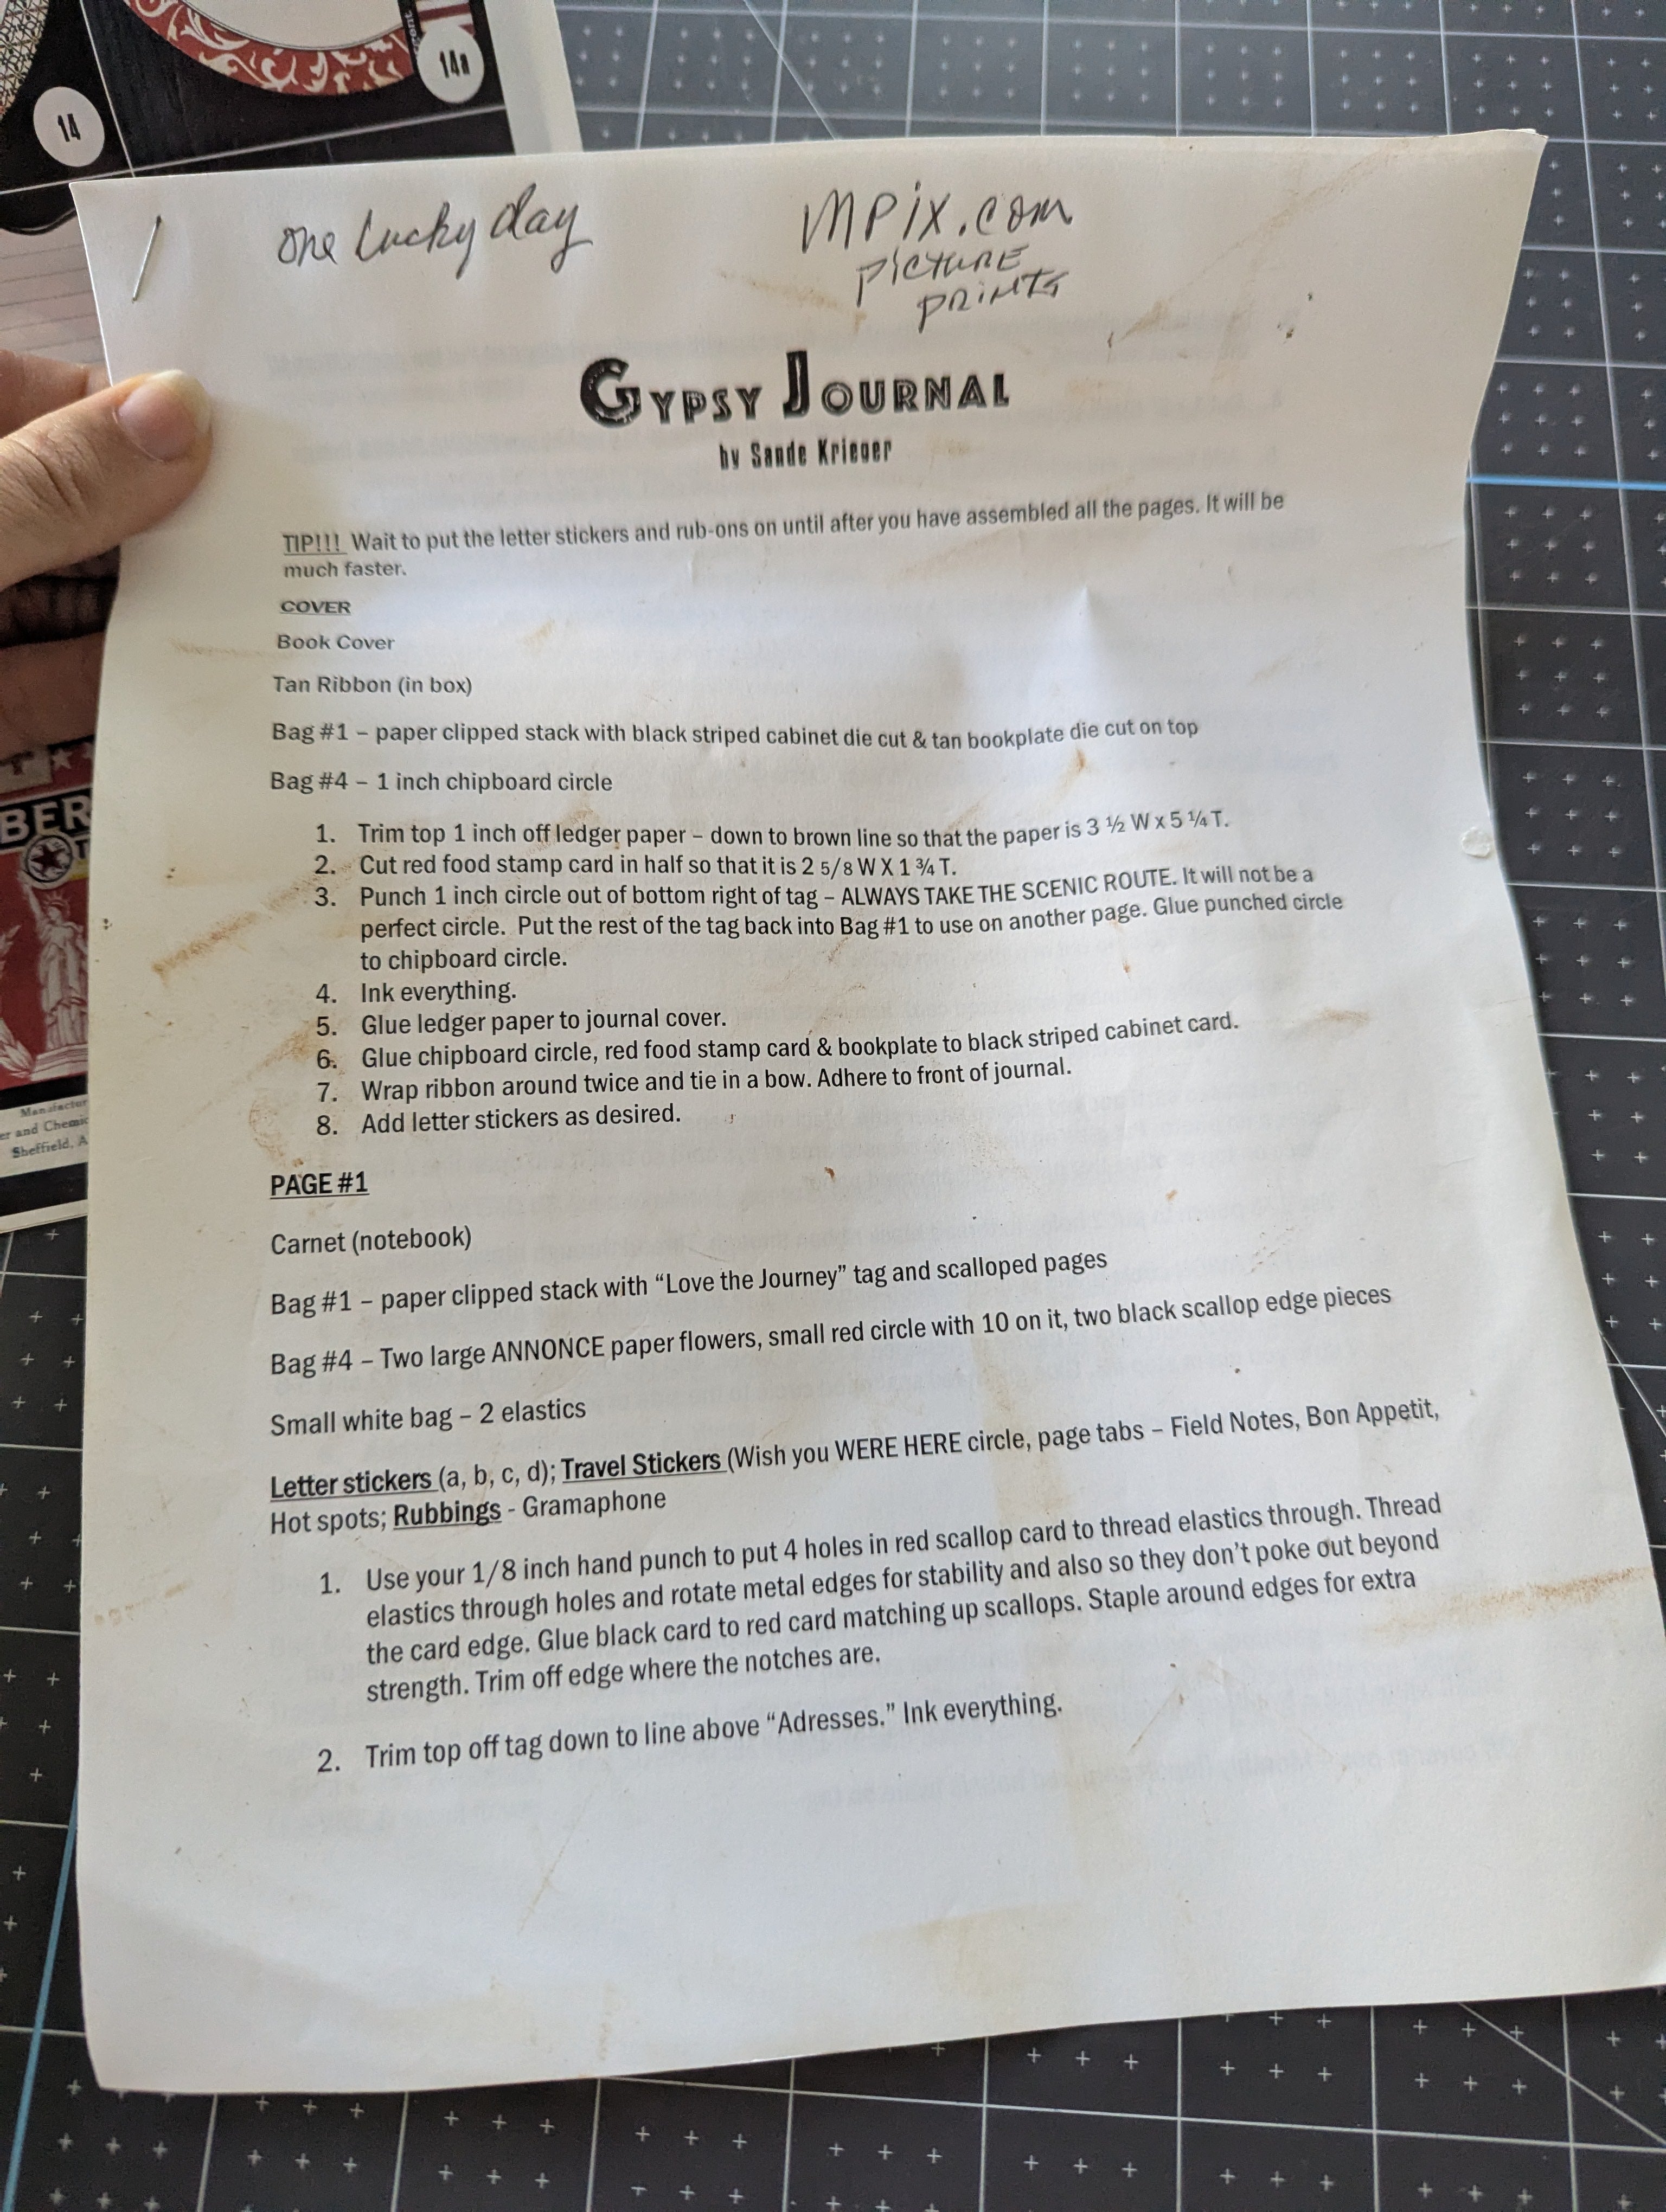 14
14a
one lucky day
MPix.com
Picture
Prints
GYPSY JOURNAL
by Sande Krieger
TIP!!! Wait to put the letter stickers and rub-ons on until after you have assembled all the pages. It will be
much faster.
COVER
Book Cover
Tan Ribbon (in box)
Bag #1 – paper clipped stack with black striped cabinet die cut & tan bookplate die cut on top
Bag #4 – 1 inch chipboard circle
1. Trim top 1 inch off ledger paper – down to brown line so that the paper is 3 ½ W x 5 ¼ T.
2. Cut red food stamp card in half so that it is 2 5/8 W X 1 ¾ T.
3. Punch 1 inch circle out of bottom right of tag – ALWAYS TAKE THE SCENIC ROUTE. It will not be a
perfect circle. Put the rest of the tag back into Bag #1 to use on another page. Glue punched circle
to chipboard circle.
4. Ink everything.
5. Glue ledger paper to journal cover.
6. Glue chipboard circle, red food stamp card & bookplate to black striped cabinet card.
7. Wrap ribbon around twice and tie in a bow. Adhere to front of journal.
8. Add letter stickers as desired.
PAGE #1
Carnet (notebook)
Bag #1 – paper clipped stack with “Love the Journey” tag and scalloped pages
Bag #4 – Two large ANNONCE paper flowers, small red circle with 10 on it, two black scallop edge pieces
Small white bag – 2 elastics
Letter stickers (a, b, c, d); Travel Stickers (Wish you WERE HERE circle, page tabs – Field Notes, Bon Appetit,
Hot spots; Rubbings - Gramaphone
1. Use your 1/8 inch hand punch to put 4 holes in red scallop card to thread elastics through. Thread
elastics through holes and rotate metal edges for stability and also so they don’t poke out beyond
the card edge. Glue black card to red card matching up scallops. Staple around edges for extra
strength. Trim off edge where the notches are.
2. Trim top off tag down to line above “Adresses.” Ink everything.
BER
Manufactur
er and Chemic
Sheffield, A